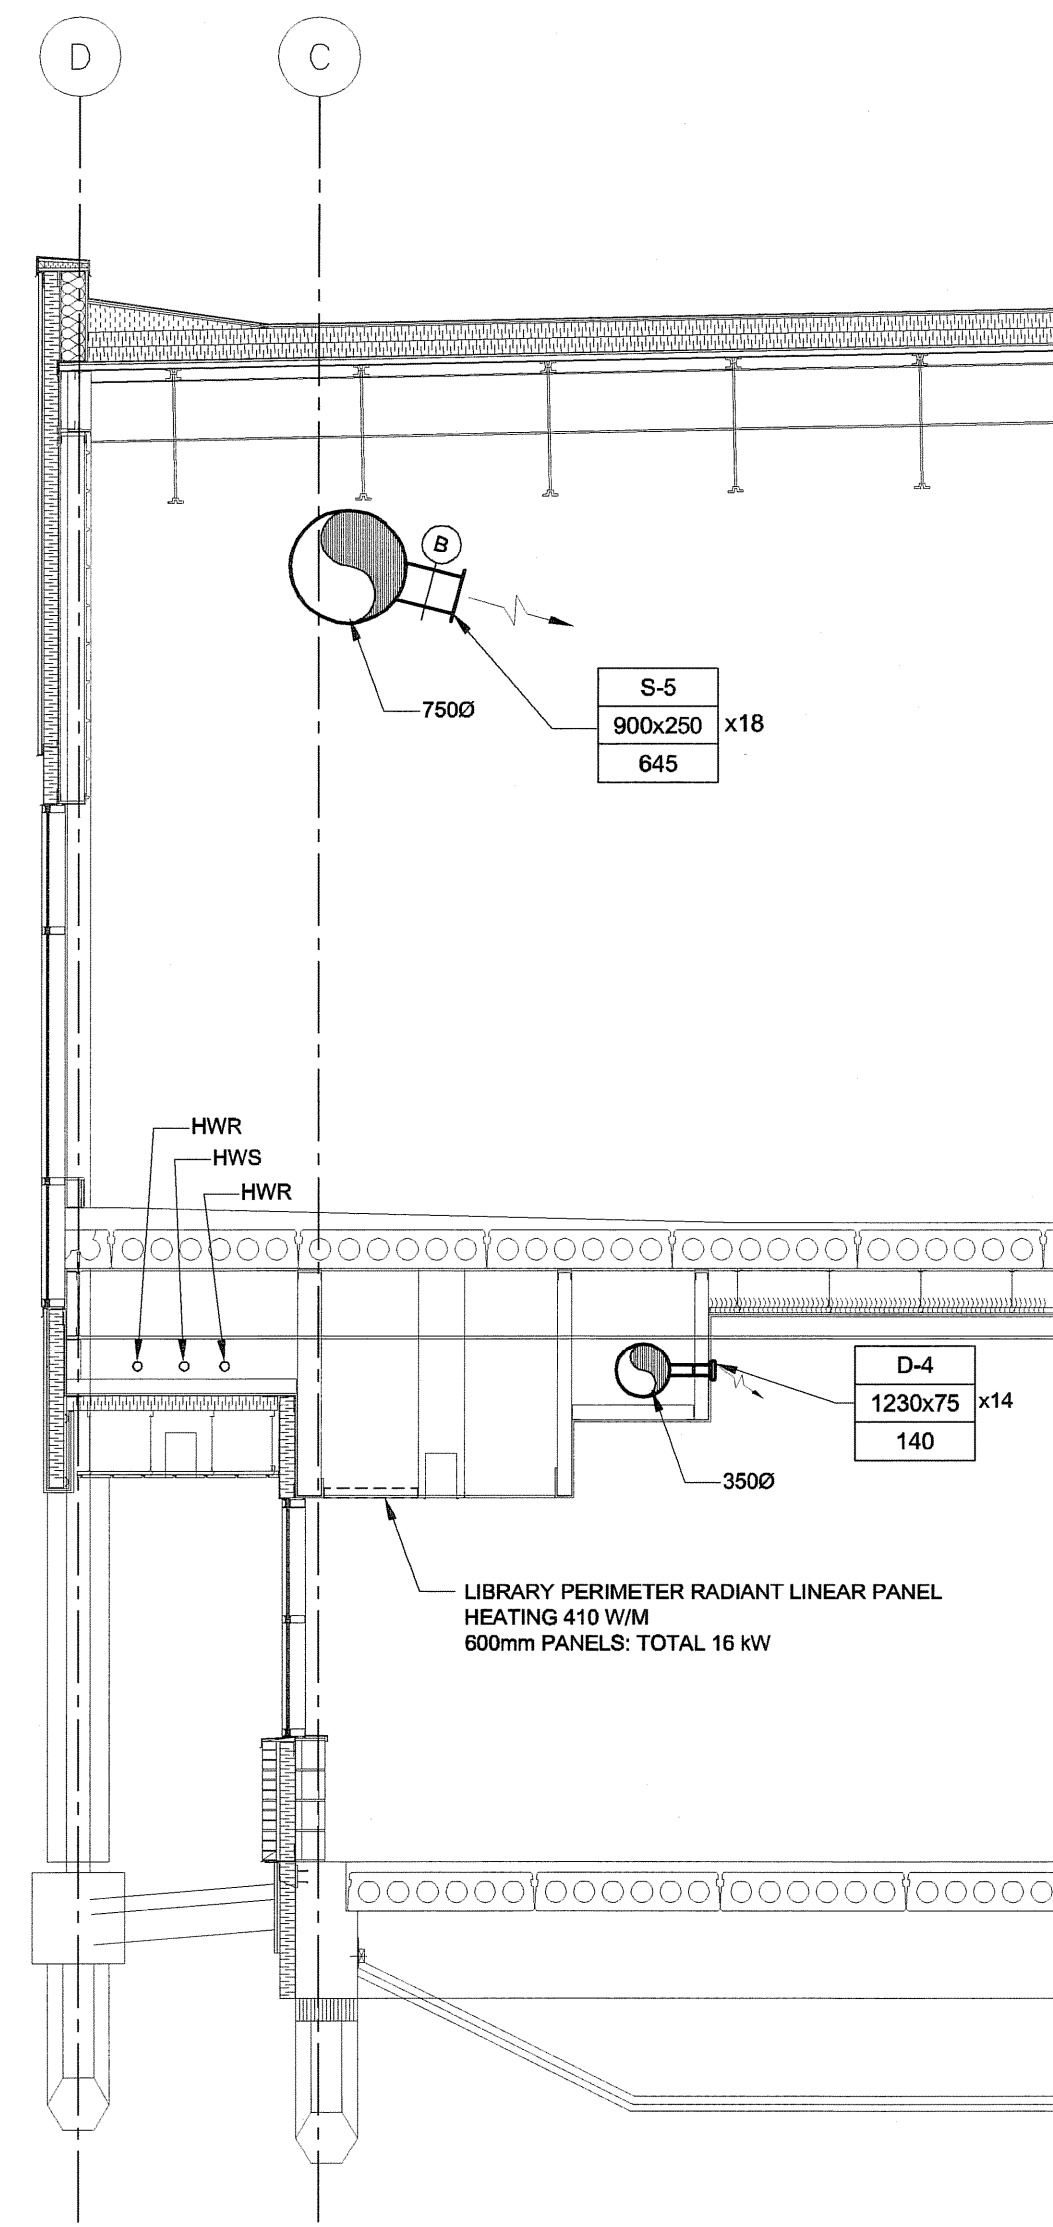 D
C
B
750Ø
S-5
900x250 x18
645
HWR
HWS
HWR
D-4
1230x75 x14
140
350Ø
LIBRARY PERIMETER RADIANT LINEAR PANEL
HEATING 410 W/M
600mm PANELS: TOTAL 16 kW